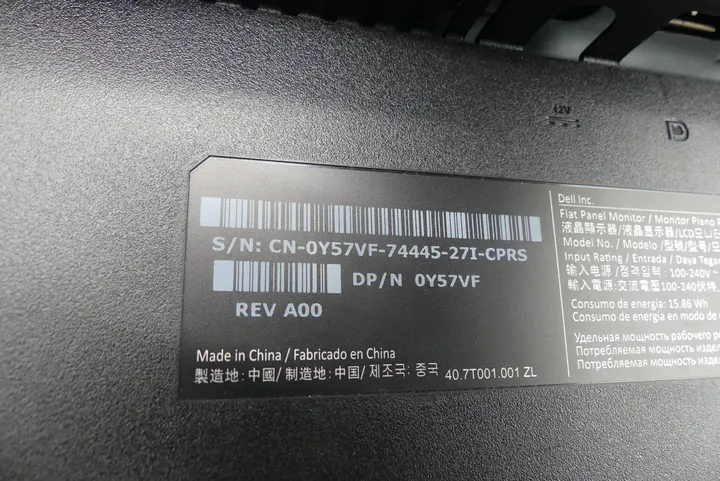 12V
S/N: CN-0Y57VF-74445-27I-CPRS
DP/N 0Y57VF
REV A00
Made in China / Fabricado en China
製造地: 中國/ 制造地: 中国/ 제조국: 중국 40.7T001.001 ZL
Dell Inc.
Flat Panel Monitor / Monitor Plano
液晶顯示器/液晶显示器/LCD모니터
Model No. / Modelo /型號/型号/
Input Rating / Entrada / Daya
输入电源 / 정격입력 : 100-240V
輸入電源:交流電壓100-240伏特,
Consumo de energía: 15.86 Wh
Consumo de energía en modo de
Удельная мощность рабочего
Потребляемая мощность изделия
Потребляемая мощность